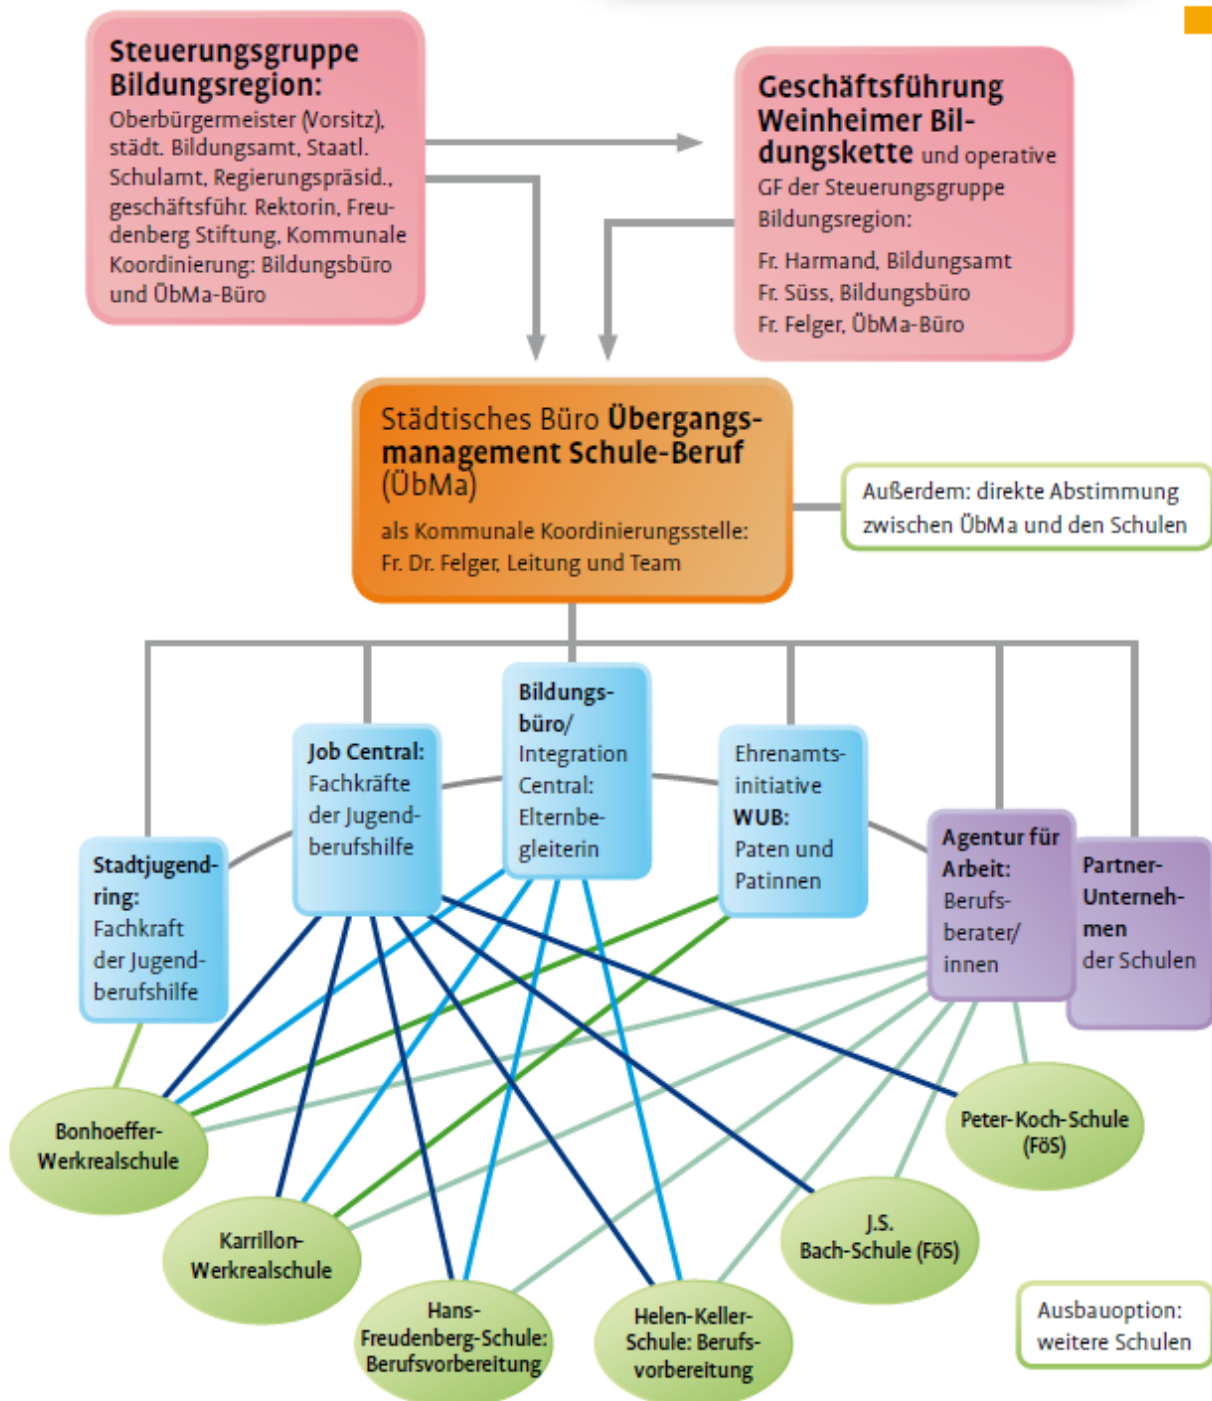 Steuerungsgruppe
Bildungsregion:
Oberbürgermeister (Vorsitz),
städt. Bildungsamt, Staatl.
Schulamt, Regierungspräsid.,
geschäftsführ. Rektorin, Freu-
denberg Stiftung, Kommunale
Koordinierung: Bildungsbüro
und ÜbMa-Büro
Geschäftsführung
Weinheimer Bil-
dungskette und operative
GF der Steuerungsgruppe
Bildungsregion:
Fr. Harmand, Bildungsamt
Fr. Süss, Bildungsbüro
Fr. Felger, ÜbMa-Büro
Städtisches Büro Übergangs-
management Schule-Beruf
(ÜbMa)
als Kommunale Koordinierungsstelle:
Fr. Dr. Felger, Leitung und Team
Außerdem: direkte Abstimmung
zwischen ÜbMa und den Schulen
Stadtjugend-
ring:
Fachkraft
der Jugend-
berufshilfe
Job Central:
Fachkräfte
der Jugend-
berufshilfe
Bildungs-
büro/
Integration
Central:
Elternbe-
gleiterin
Ehrenamts-
initiative
WUB:
Paten und
Patinnen
Agentur für
Arbeit:
Berufs-
berater/
innen
Partner-
Unterneh-
men
der Schulen
Bonhoeffer-
Werkrealschule
Karrillon-
Werkrealschule
Hans-
Freudenberg-Schule:
Berufsvorbereitung
Helen-Keller-
Schule: Berufs-
vorbereitung
J.S.
Bach-Schule (FöS)
Peter-Koch-Schule
(FöS)
Ausbauoption:
weitere Schulen